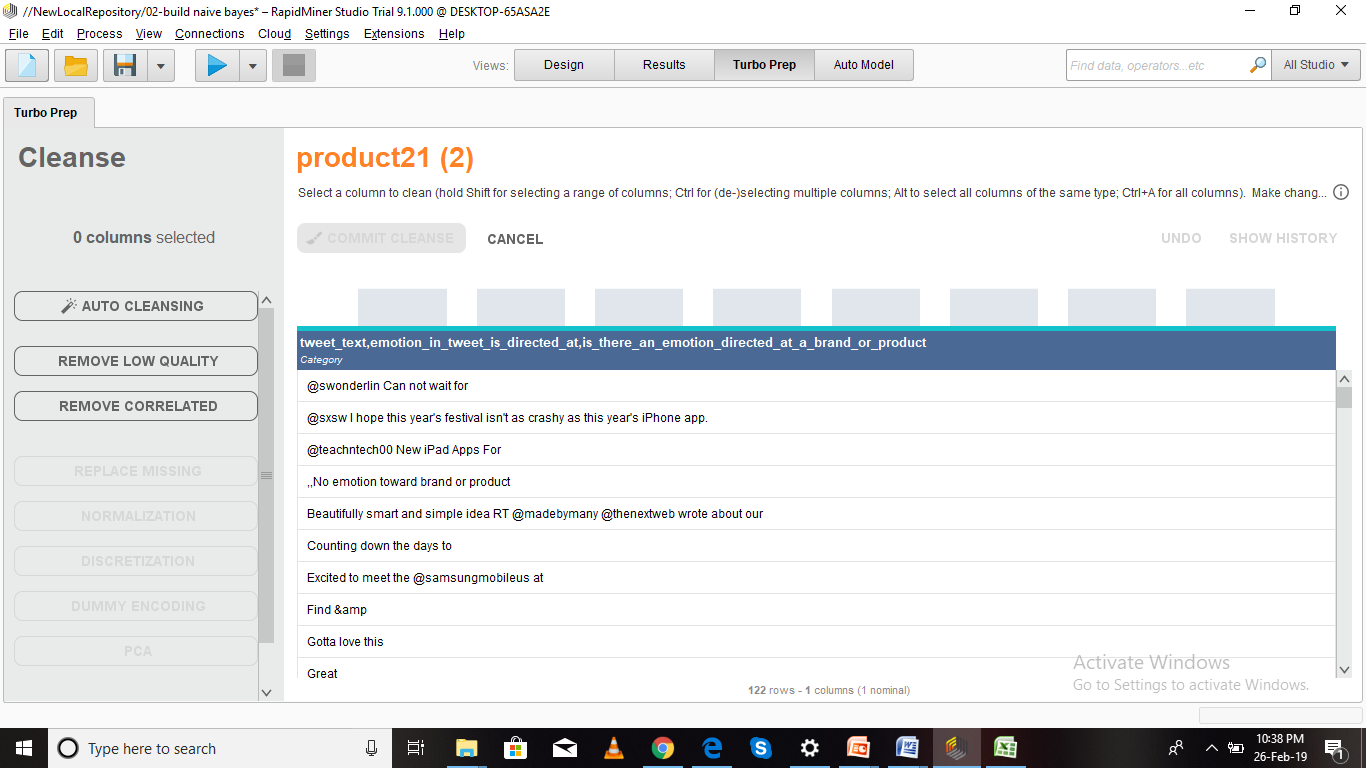 //NewLocalRepository/02-build naive bayes* – RapidMiner Studio Trial 9.1.000 @ DESKTOP-65ASA2E
File Edit Process View Connections Cloud Settings Extensions Help
Views: Design Results Turbo Prep Auto Model Find data, operators...etc All Studio
Turbo Prep
Cleanse
product21 (2)
Select a column to clean (hold Shift for selecting a range of columns; Ctrl for (de-)selecting multiple columns; Alt to select all columns of the same type; Ctrl+A for all columns). Make chang...
0 columns selected
COMMIT CLEANSE CANCEL UNDO SHOW HISTORY
AUTO CLEANSING
REMOVE LOW QUALITY
REMOVE CORRELATED
REPLACE MISSING
NORMALIZATION
DISCRETIZATION
DUMMY ENCODING
PCA
tweet_text,emotion_in_tweet_is_directed_at,is_there_an_emotion_directed_at_a_brand_or_product
Category
@swonderlin Can not wait for
@sxsw I hope this year's festival isn't as crashy as this year's iPhone app.
@teachntech00 New iPad Apps For
,,No emotion toward brand or product
Beautifully smart and simple idea RT @madebymany @thenextweb wrote about our
Counting down the days to
Excited to meet the @samsungmobileus at
Find &amp
Gotta love this
Great
122 rows - 1 columns (1 nominal)
Activate Windows
Go to Settings to activate Windows.
Type here to search
10:38 PM
26-Feb-19
1